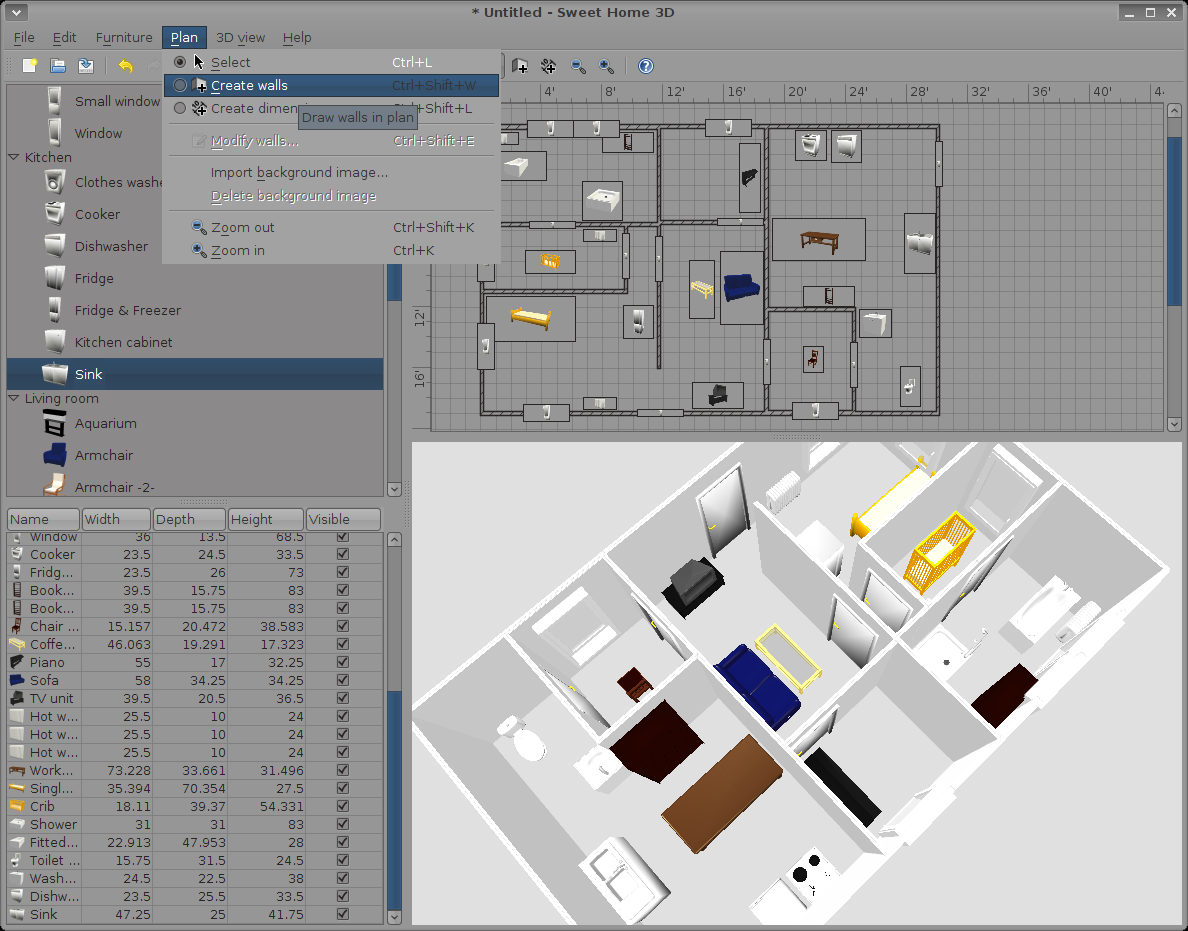 * Untitled - Sweet Home 3D
File Edit Furniture Plan 3D view Help
Select Ctrl+L
Create walls Ctrl+Shift+W
Create dimen
Shift+L
Draw walls in plan
Modify walls... Ctrl+Shift+E
Import background image...
Delete background image
Zoom out Ctrl+Shift+K
Zoom in Ctrl+K
4' 8' 12' 16' 20' 24' 28' 32' 36' 40' 4
12'
16'
Small window
Window
Kitchen
Clothes washe
Cooker
Dishwasher
Fridge
Fridge & Freezer
Kitchen cabinet
Sink
Living room
Aquarium
Armchair
Armchair -2-
Name Width Depth Height Visible
Window 36 13.5 68.5
Cooker 23.5 24.5 33.5
Fridg... 23.5 26 73
Book... 39.5 15.75 83
Book... 39.5 15.75 83
Chair ... 15.157 20.472 38.583
Coffe... 46.063 19.291 17.323
Piano 55 17 32.25
Sofa 58 34.25 34.25
TV unit 39.5 20.5 36.5
Hot w... 25.5 10 24
Hot w... 25.5 10 24
Hot w... 25.5 10 24
Work... 73.228 33.661 31.496
Singl... 35.394 70.354 27.5
Crib 18.11 39.37 54.331
Shower 31 31 83
Fitted... 22.913 47.953 28
Toilet ... 15.75 31.5 24.5
Wash... 24.5 22.5 38
Dishw... 23.5 25.5 33.5
Sink 47.25 25 41.75